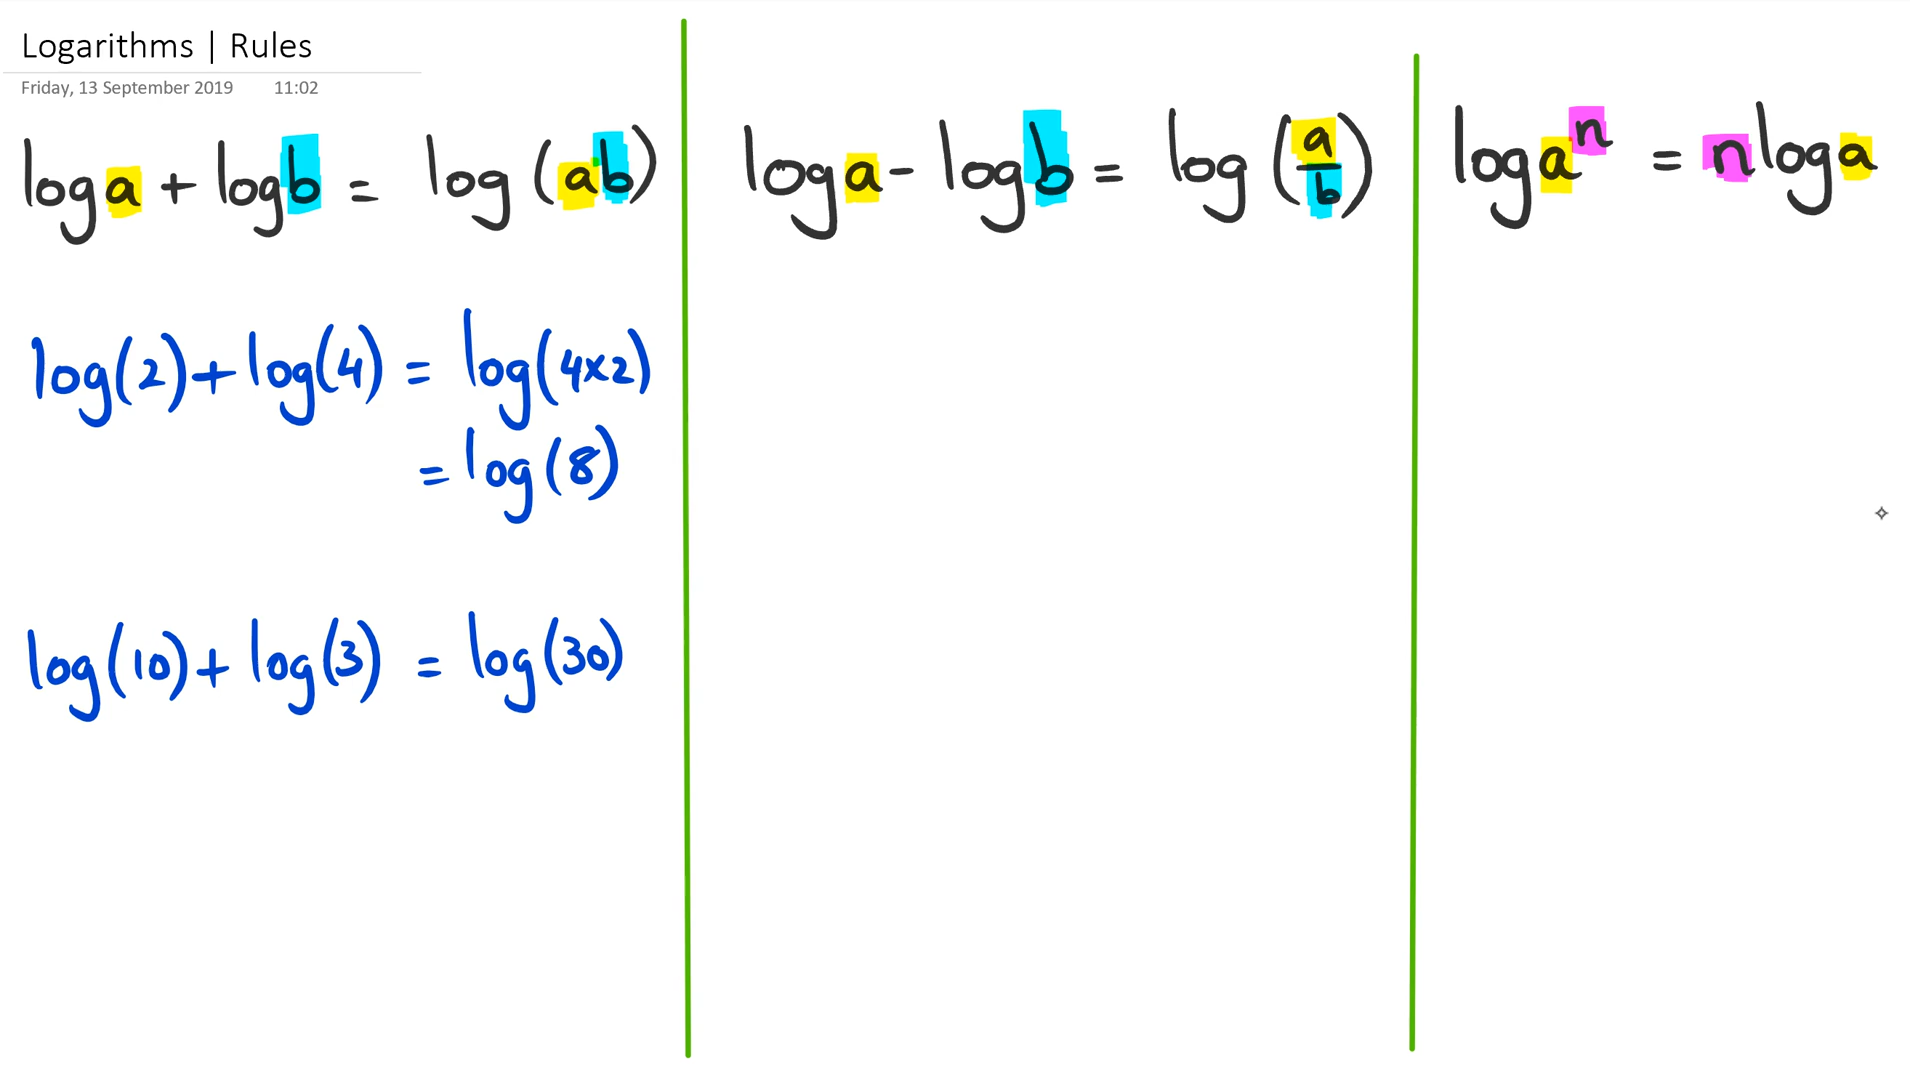 Logarithms | Rules
Friday, 13 September 2019 11:02
log a + log b = log (ab)
log(2) + log(4) = log(4x2)
= log(8)
log(10) + log(3) = log(30)
log a - log b = log (a/b)
log aⁿ = n log a